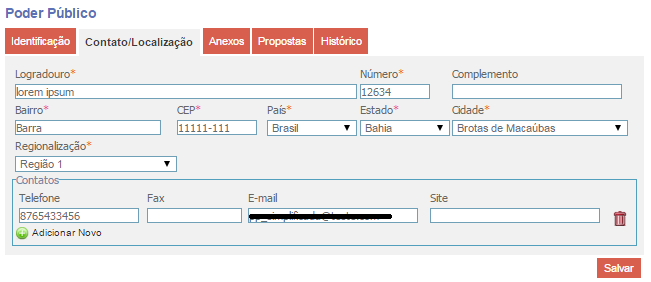 Poder Público
Identificação Contato/Localização Anexos Propostas Histórico
Logradouro* Número* Complemento
lorem ipsum 12634
Bairro* CEP* País* Estado* Cidade*
Barra 11111-111 Brasil Bahia Brotas de Macaúbas
Regionalização*
Região 1
Contatos
Telefone Fax E-mail Site
8765433456
Adicionar Novo
Salvar